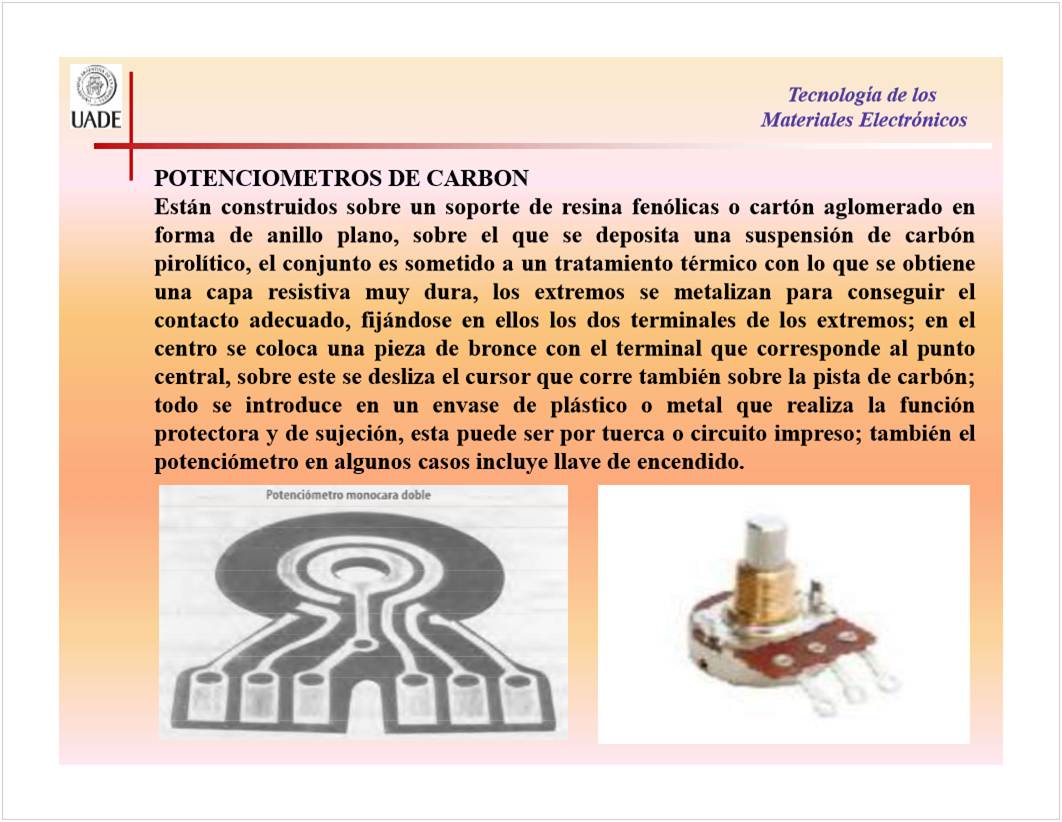 UADE
Tecnología de los
Materiales Electrónicos
POTENCIOMETROS DE CARBON
Están construidos sobre un soporte de resina fenólicas o cartón aglomerado en
forma de anillo plano, sobre el que se deposita una suspensión de carbón
pirolítico, el conjunto es sometido a un tratamiento térmico con lo que se obtiene
una capa resistiva muy dura, los extremos se metalizan para conseguir el
contacto adecuado, fijándose en ellos los dos terminales de los extremos; en el
centro se coloca una pieza de bronce con el terminal que corresponde al punto
central, sobre este se desliza el cursor que corre también sobre la pista de carbón;
todo se introduce en un envase de plástico o metal que realiza la función
protectora y de sujeción, esta puede ser por tuerca o circuito impreso; también el
potenciómetro en algunos casos incluye llave de encendido.
Potenciómetro monocara doble